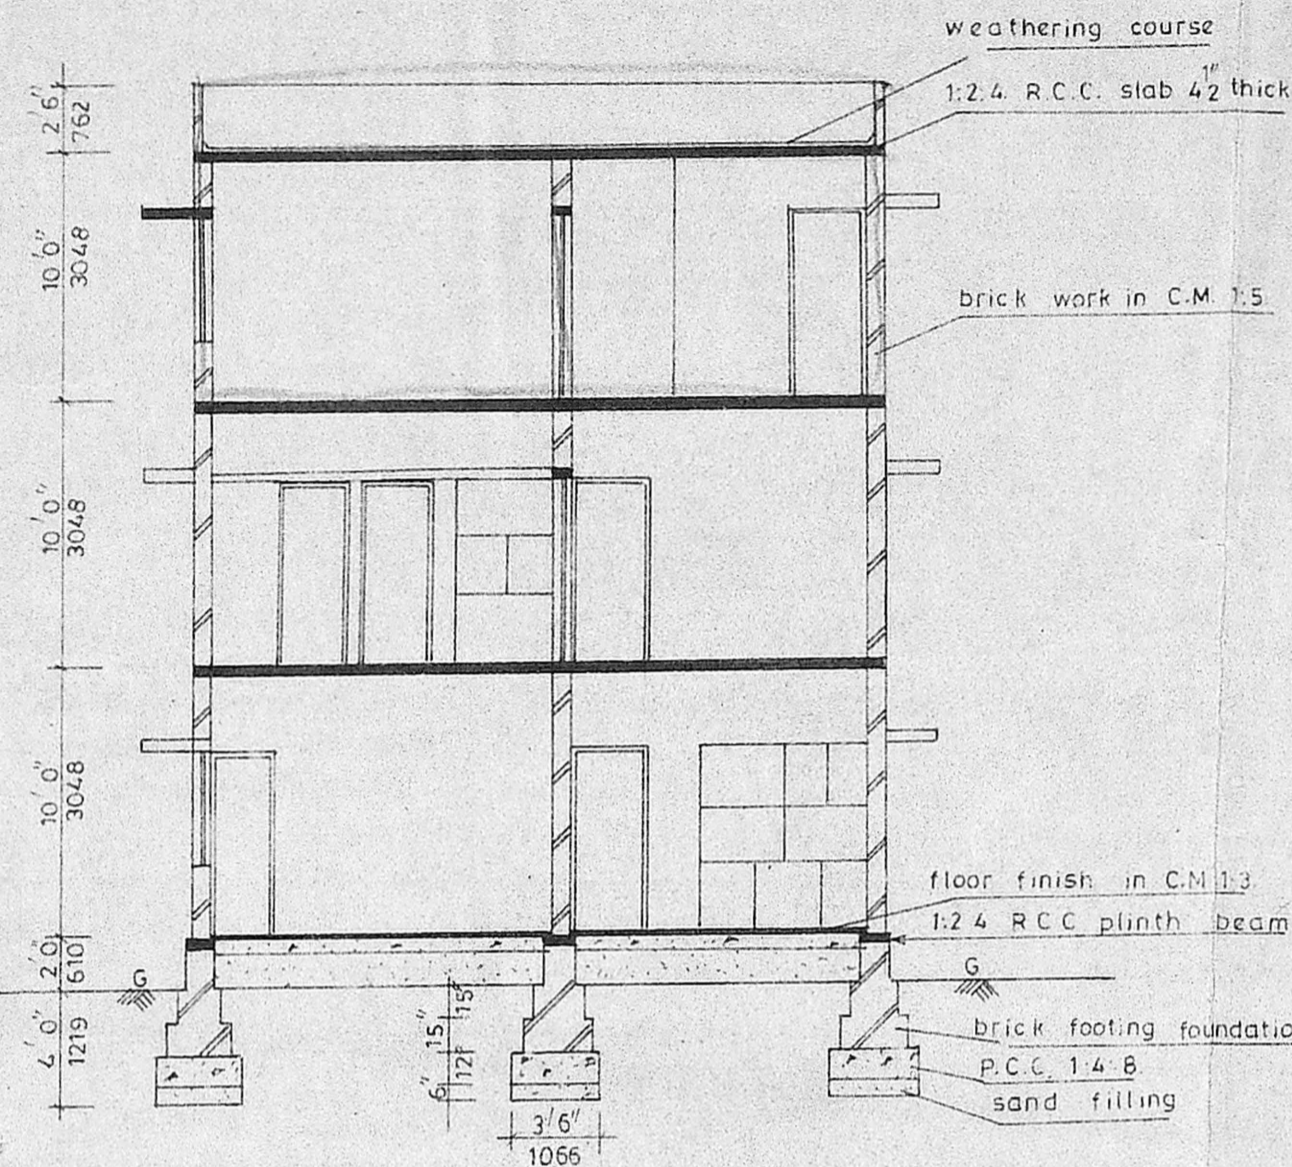 weathering course
1:2.4. R.C.C. slab 4 1/2" thick
2'6"
762
10'0"
3048
brick work in C.M. 1:5
10'0"
3048
10'0"
3048
floor finish in C.M 1:3
1:2 4 R C C plinth beam
2'0"
610
G
G
4'0"
1219
15"
15"
12"
6"
brick footing foundatio
P.C.C. 1:4:8
sand filling
3'6"
1066